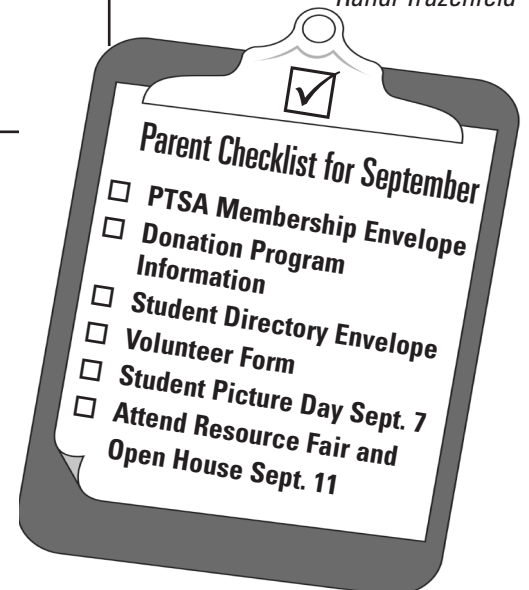 Parent Checklist for September
☐ PTSA Membership Envelope
☐ Donation Program
Information
☐ Student Directory Envelope
☐ Volunteer Form
☐ Student Picture Day Sept. 7
☐ Attend Resource Fair and
Open House Sept. 11